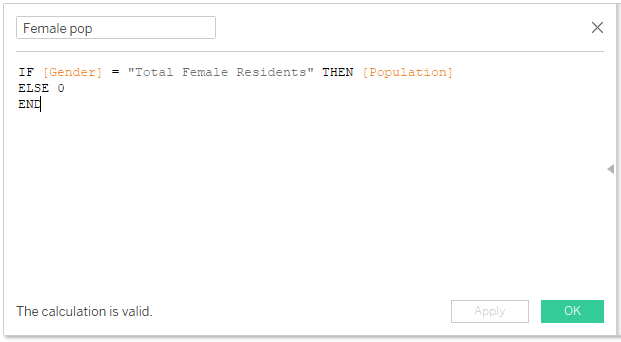 Female pop
IF [Gender] = "Total Female Residents" THEN [Population]
ELSE 0
END
The calculation is valid.
Apply
OK